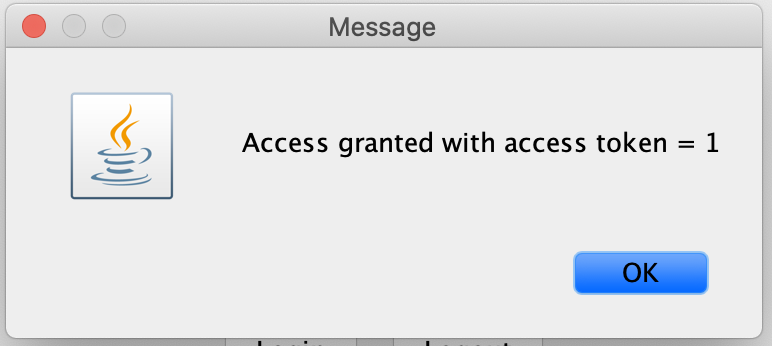 Message
Access granted with access token = 1
OK